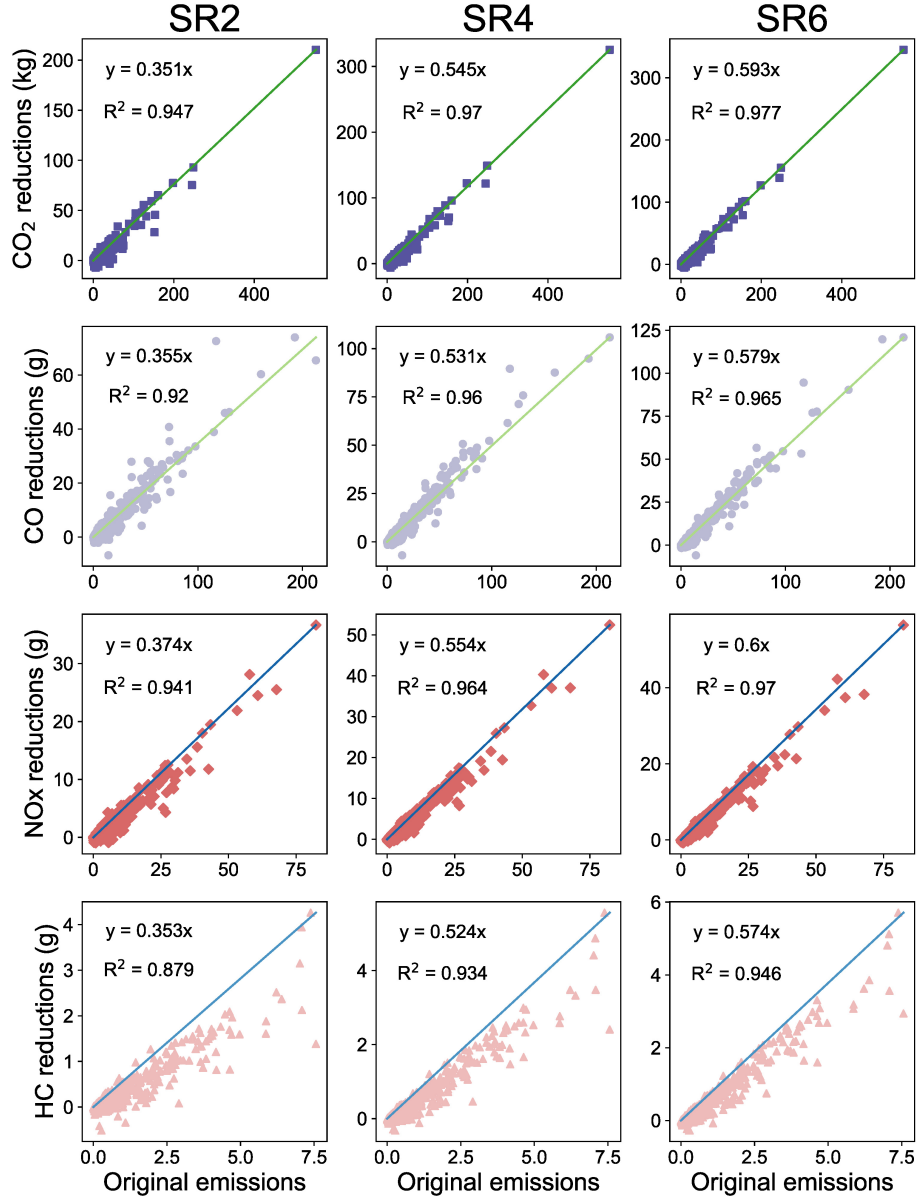 SR2 SR4 SR6
CO₂ reductions (kg)
y = 0.351x
R² = 0.947
200
150
100
50
0
0 200 400
y = 0.545x
R² = 0.97
300
200
100
0
0 200 400
y = 0.593x
R² = 0.977
300
200
100
0
0 200 400
CO reductions (g)
y = 0.355x
R² = 0.92
60
40
20
0
0 100 200
y = 0.531x
R² = 0.96
100
75
50
25
0
0 100 200
y = 0.579x
R² = 0.965
125
100
75
50
25
0
0 100 200
NOx reductions (g)
y = 0.374x
R² = 0.941
30
20
10
0
0 25 50 75
y = 0.554x
R² = 0.964
50
40
30
20
10
0
0 25 50 75
y = 0.6x
R² = 0.97
40
20
0
0 25 50 75
HC reductions (g)
y = 0.353x
R² = 0.879
4
3
2
1
0
0.0 2.5 5.0 7.5
Original emissions
y = 0.524x
R² = 0.934
4
2
0
0.0 2.5 5.0 7.5
Original emissions
y = 0.574x
R² = 0.946
6
4
2
0
0.0 2.5 5.0 7.5
Original emissions